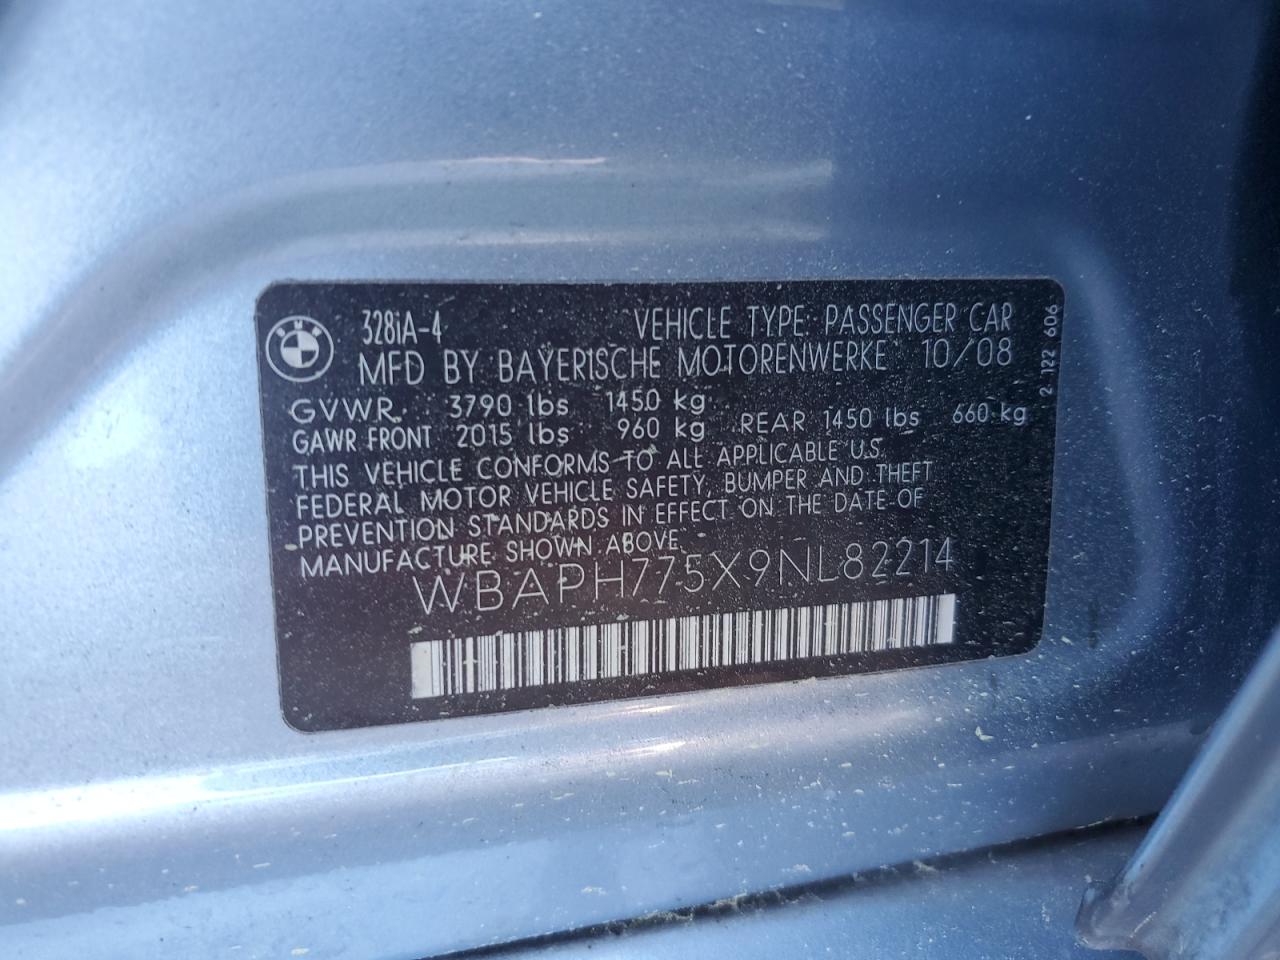 BMW
328iA-4 VEHICLE TYPE PASSENGER CAR
MFD BY BAYERISCHE MOTORENWERKE 10/08
GVWR 3790 lbs 1450 kg
GAWR FRONT 2015 lbs 960 kg REAR 1450 lbs 660 kg
THIS VEHICLE CONFORMS TO ALL APPLICABLE U.S.
FEDERAL MOTOR VEHICLE SAFETY, BUMPER AND THEFT
PREVENTION STANDARDS IN EFFECT ON THE DATE OF
MANUFACTURE SHOWN ABOVE
WBAPH775X9NL82214
2 122 606